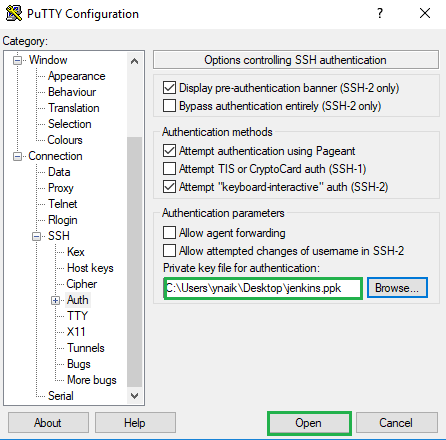 PuTTY Configuration
?
Category:
Window
Appearance
Behaviour
Translation
Selection
Colours
Connection
Data
Proxy
Telnet
Rlogin
SSH
Kex
Host keys
Cipher
Auth
TTY
X11
Tunnels
Bugs
More bugs
Serial
Options controlling SSH authentication
Display pre-authentication banner (SSH-2 only)
Bypass authentication entirely (SSH-2 only)
Authentication methods
Attempt authentication using Pageant
Attempt TIS or CryptoCard auth (SSH-1)
Attempt "keyboard-interactive" auth (SSH-2)
Authentication parameters
Allow agent forwarding
Allow attempted changes of username in SSH-2
Private key file for authentication:
C:\Users\ynaik\Desktop\jenkins.ppk
Browse...
About
Help
Open
Cancel